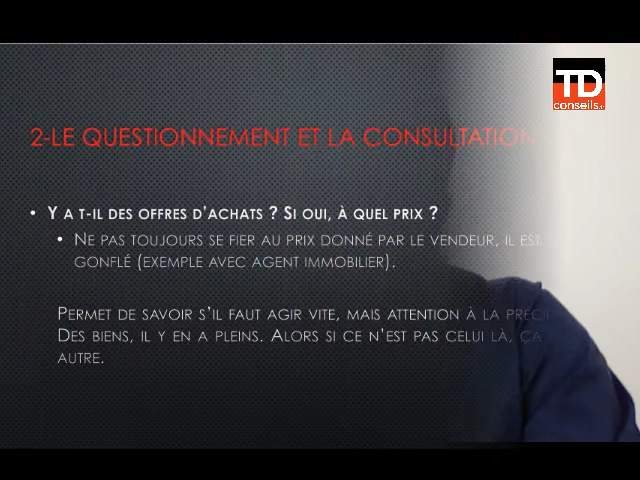 TD
conseils.+
2-LE QUESTIONNEMENT ET LA CONSULTATION
• Y A T-IL DES OFFRES D'ACHATS ? SI OUI, À QUEL PRIX ?
• NE PAS TOUJOURS SE FIER AU PRIX DONNÉ PAR LE VENDEUR, IL EST
GONFLÉ (EXEMPLE AVEC AGENT IMMOBILIER).
PERMET DE SAVOIR S'IL FAUT AGIR VITE, MAIS ATTENTION À LA
DES BIENS, IL Y EN A PLEINS. ALORS SI CE N'EST PAS CELUI LÀ, ÇA
AUTRE.